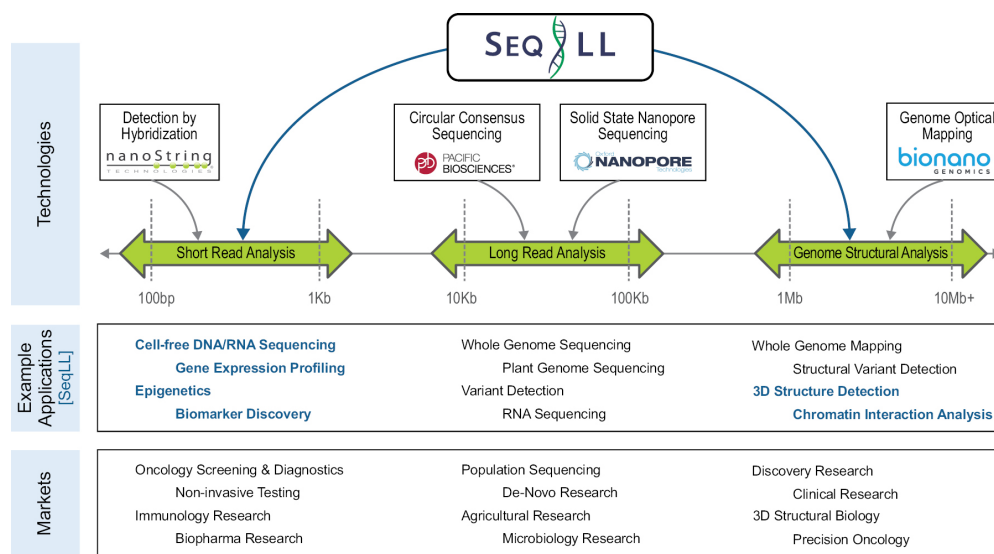 SEQ LL
Technologies
Detection by
Hybridization
nanoString
TECHNOLOGIES
Circular Consensus
Sequencing
PB PACIFIC
BIOSCIENCES®
Solid State Nanopore
Sequencing
Oxford
NANOPORE
Technologies
Genome Optical
Mapping
bionano
GENOMICS
Short Read Analysis
Long Read Analysis
Genome Structural Analysis
100bp
1Kb
10Kb
100Kb
1Mb
10Mb+
Example
Applications
[SeqLL]
Cell-free DNA/RNA Sequencing
Gene Expression Profiling
Epigenetics
Biomarker Discovery
Whole Genome Sequencing
Plant Genome Sequencing
Variant Detection
RNA Sequencing
Whole Genome Mapping
Structural Variant Detection
3D Structure Detection
Chromatin Interaction Analysis
Markets
Oncology Screening & Diagnostics
Non-invasive Testing
Immunology Research
Biopharma Research
Population Sequencing
De-Novo Research
Agricultural Research
Microbiology Research
Discovery Research
Clinical Research
3D Structural Biology
Precision Oncology